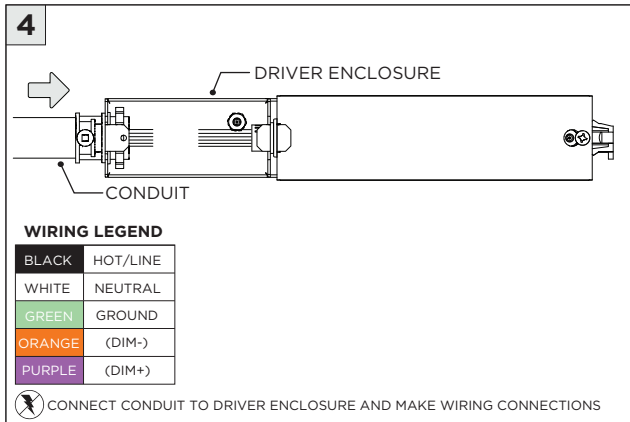 4
DRIVER ENCLOSURE
CONDUIT
WIRING LEGEND
BLACK HOT/LINE
WHITE NEUTRAL
GREEN GROUND
ORANGE (DIM-)
PURPLE (DIM+)
CONNECT CONDUIT TO DRIVER ENCLOSURE AND MAKE WIRING CONNECTIONS